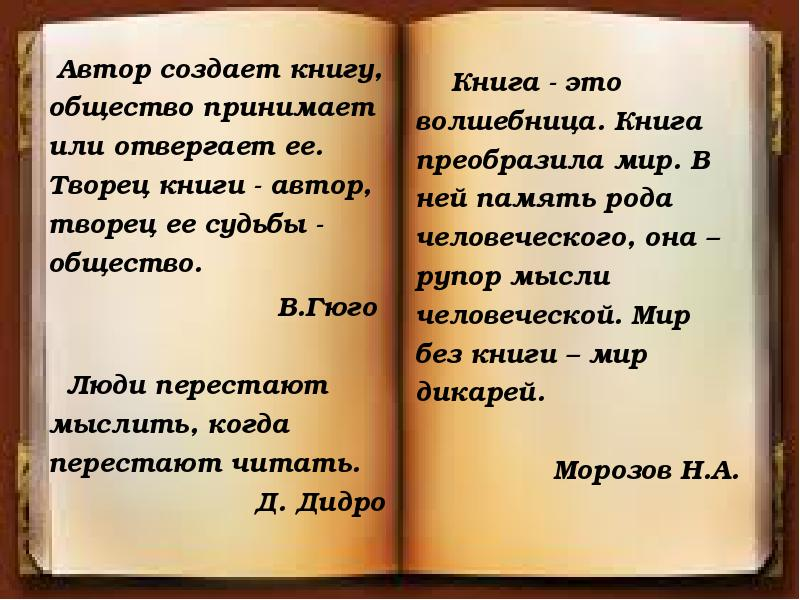 Автор создает книгу,
общество принимает
или отвергает ее.
Творец книги - автор,
творец ее судьбы -
общество.
В.Гюго
Люди перестают
мыслить, когда
перестают читать.
Д. Дидро
Книга - это
волшебница. Книга
преобразила мир. В
ней память рода
человеческого, она –
рупор мысли
человеческой. Мир
без книги – мир
дикарей.
Морозов Н.А.